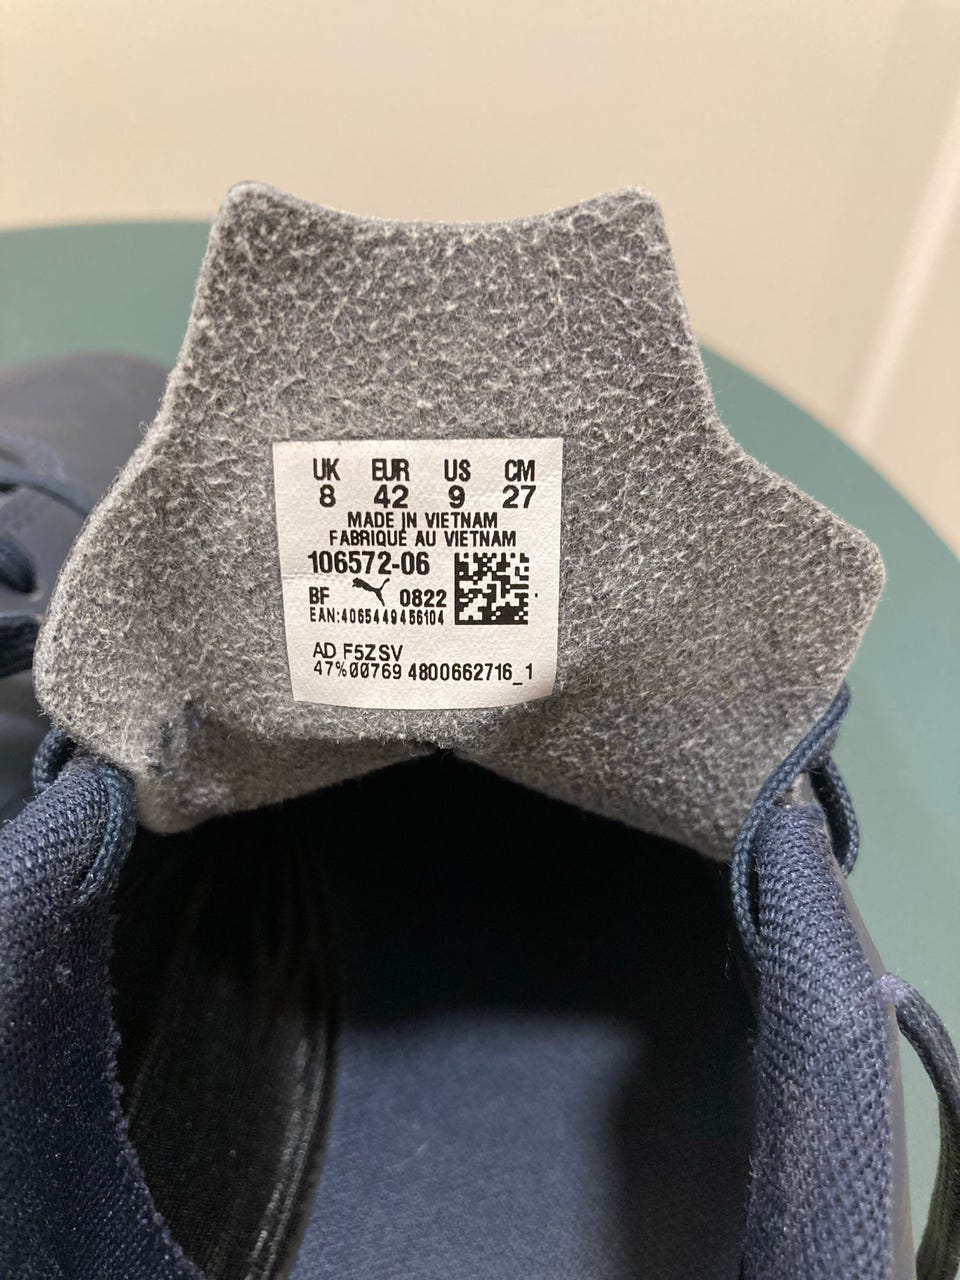 UK EUR US CM
8 42 9 27
MADE IN VIETNAM
FABRIQUÉ AU VIETNAM
106572-06
BF 0822
EAN:4065449456104
AD F5ZSV
47%00769 4800662716_1